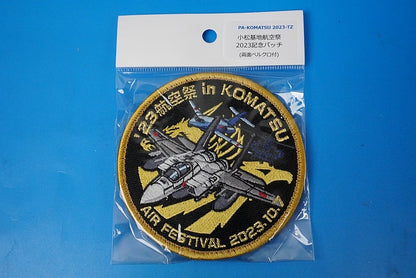 PA-KOMATSU 2023-TZ
小松基地航空祭
2023記念パッチ
(両面ベルクロ付)
'23航空祭 in KOMATSU
AIR FESTIVAL 2023.10.7